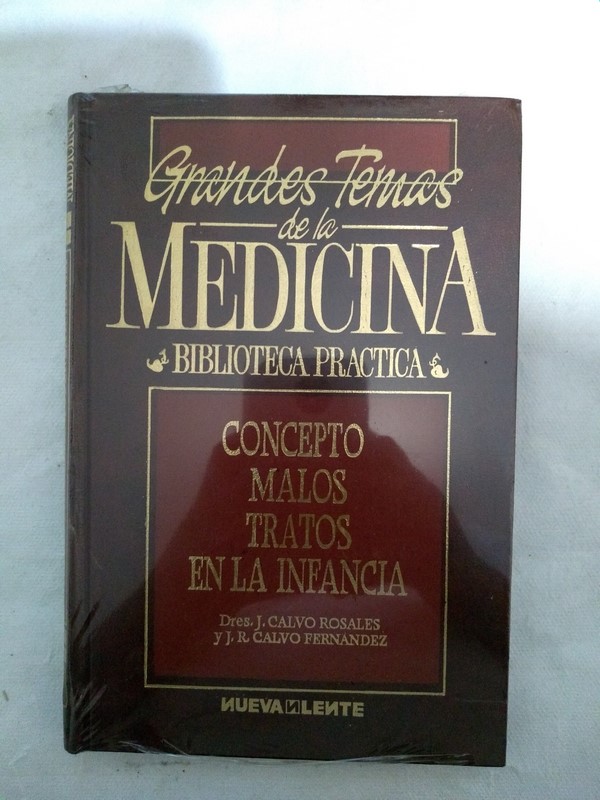 Grandes Temas
de la
MEDICINA
BIBLIOTECA PRACTICA
CONCEPTO
MALOS
TRATOS
EN LA INFANCIA
Dres. J. CALVO ROSALES
y J. R. CALVO FERNANDEZ
NUEVA LENTE